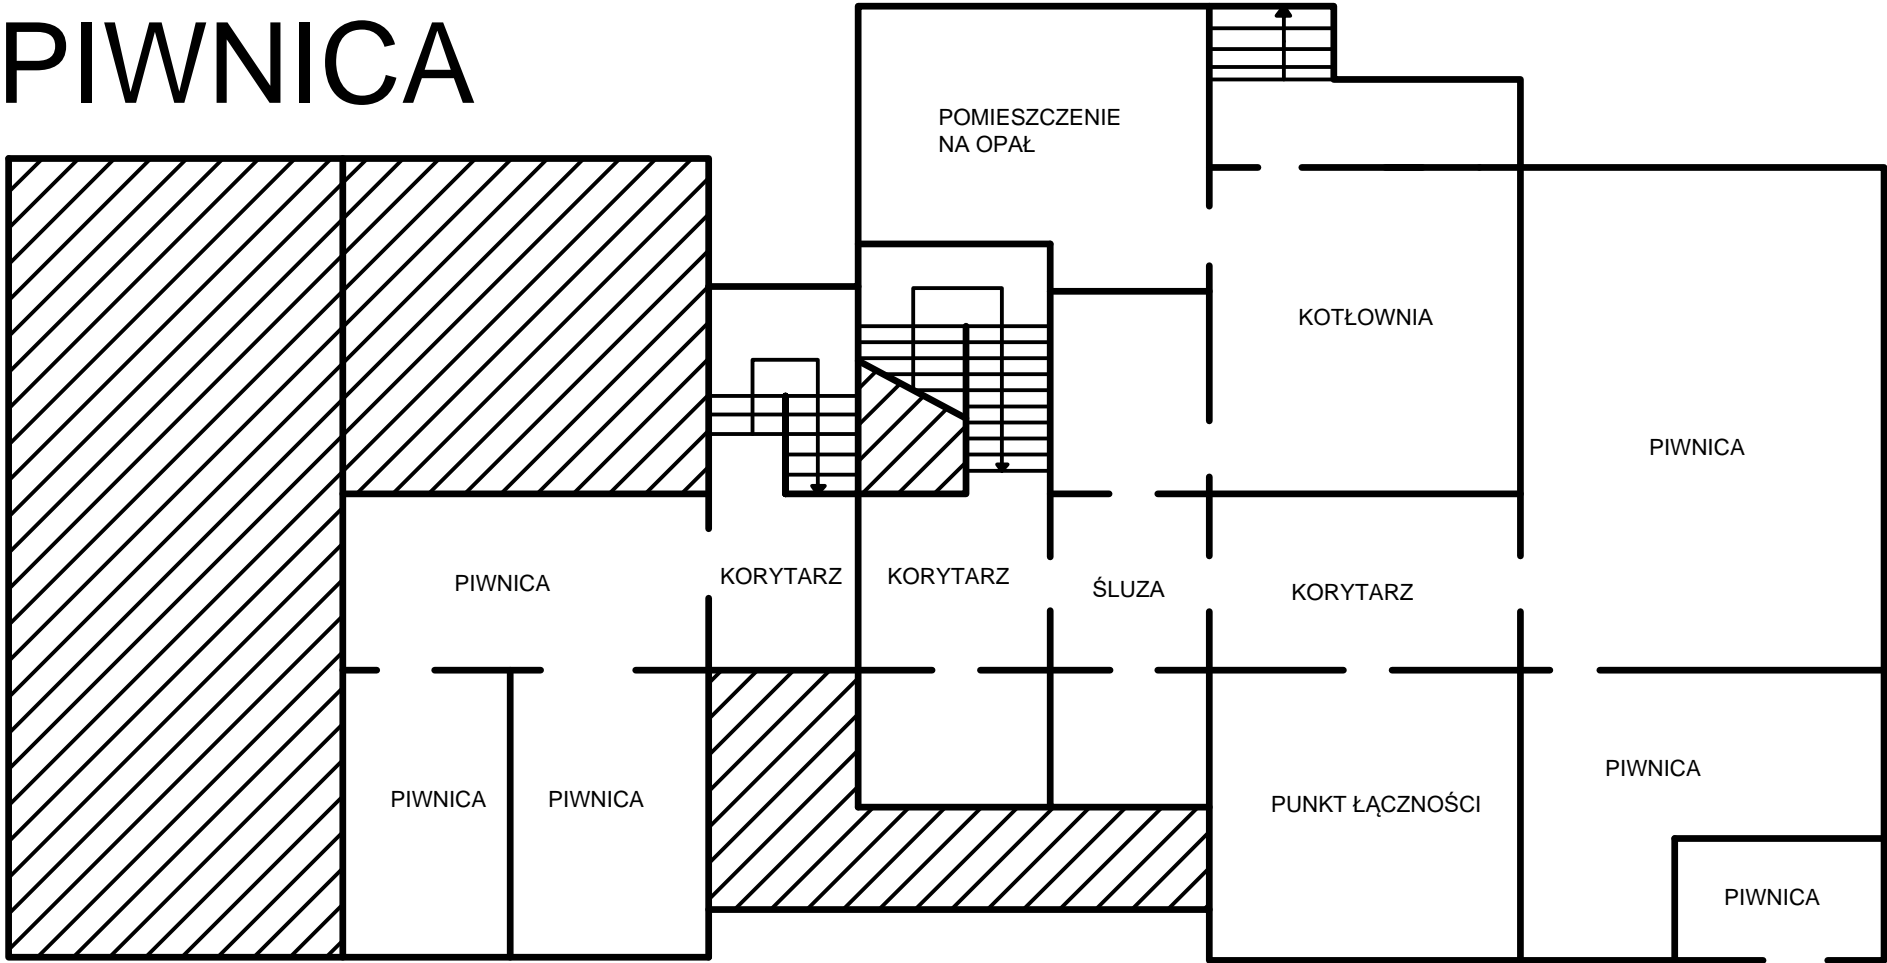 PIWNICA
POMIESZCZENIE
NA OPAŁ
KOTŁOWNIA
PIWNICA
PIWNICA
KORYTARZ
KORYTARZ
ŚLUZA
KORYTARZ
PIWNICA
PIWNICA
PIWNICA
PUNKT ŁĄCZNOŚCI
PIWNICA